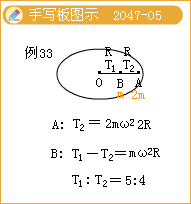 手写板图示 2047-05
例33
R R
T₁ T₂
O B A
m 2m
A: T₂ = 2mω²2R
B: T₁-T₂=mω²R
T₁:T₂=5:4